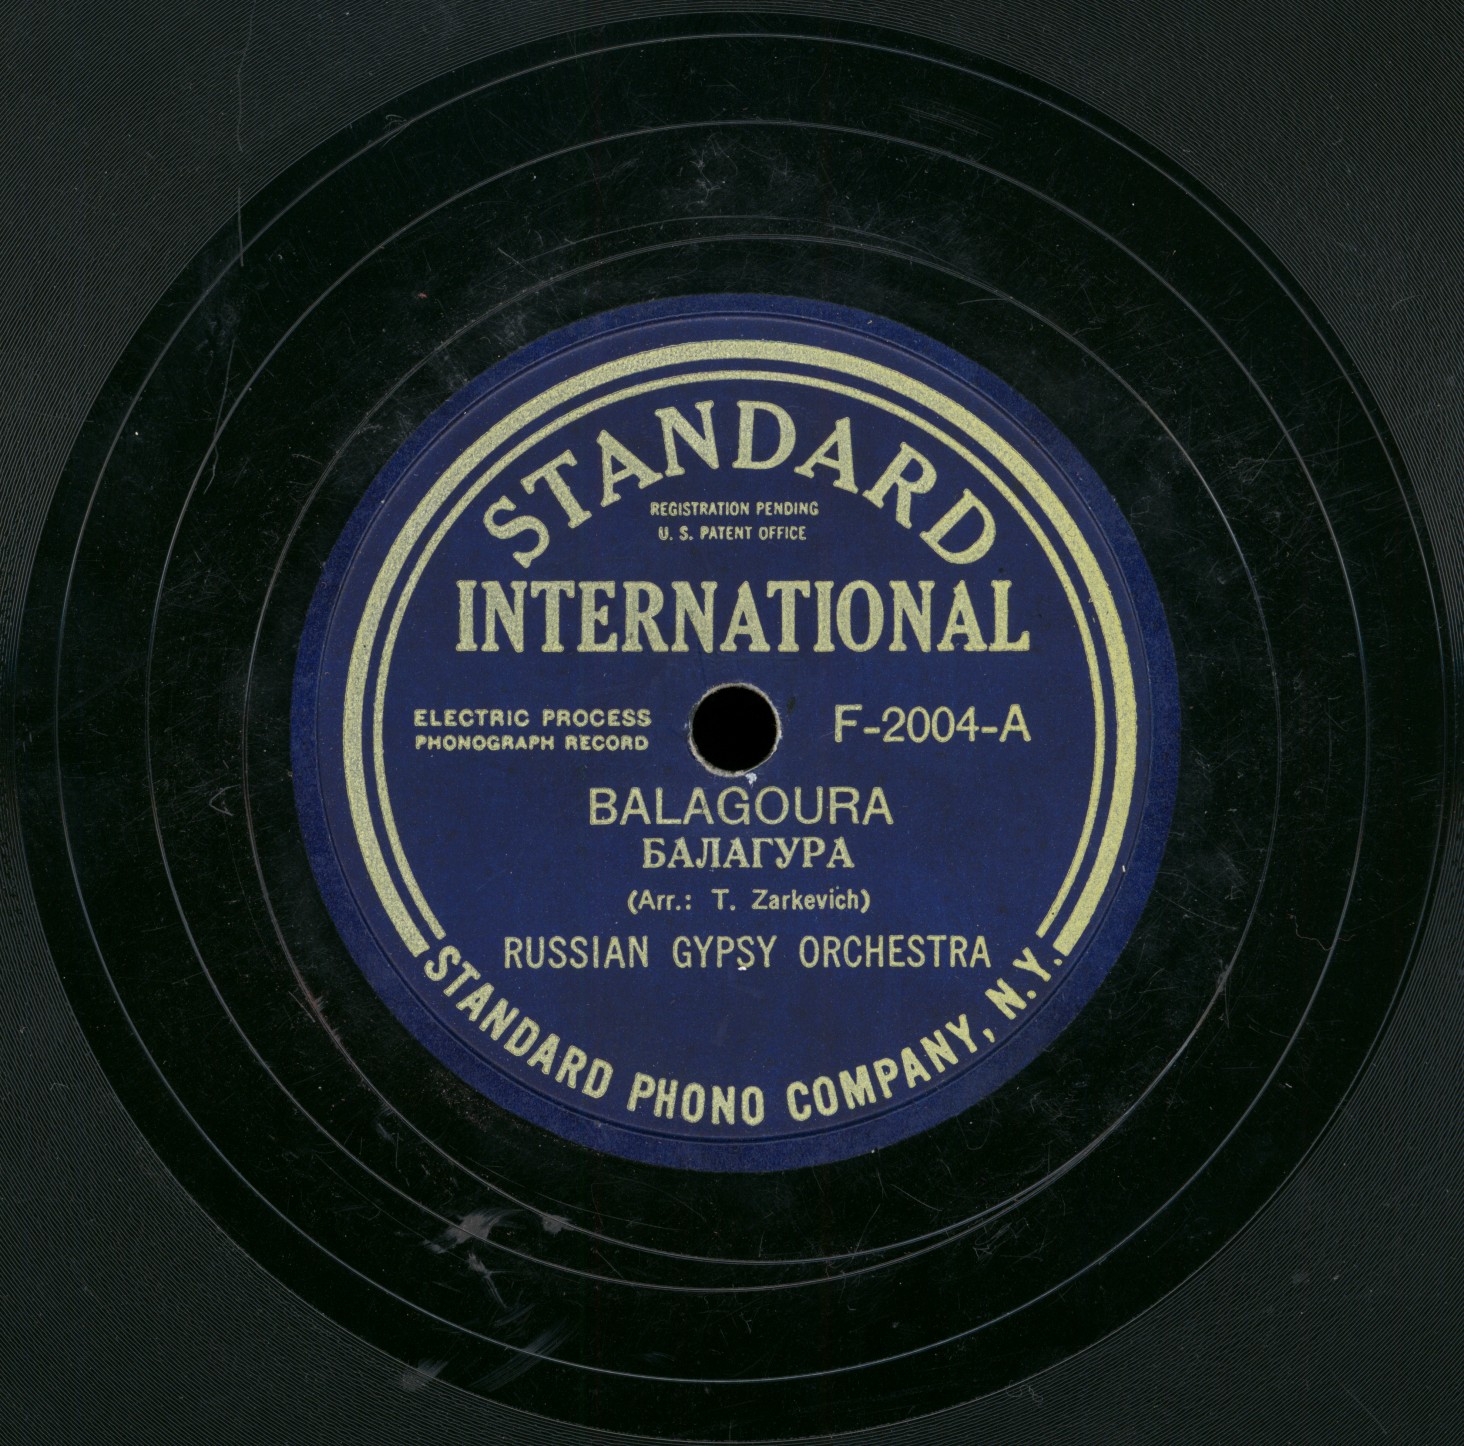 STANDARD
REGISTRATION PENDING
U. S. PATENT OFFICE
INTERNATIONAL
ELECTRIC PROCESS
PHONOGRAPH RECORD
F-2004-A
BALAGOURA
БАЛАГУРА
(Arr.: T. Zarkevich)
RUSSIAN GYPSY ORCHESTRA
STANDARD PHONO COMPANY, N.Y.